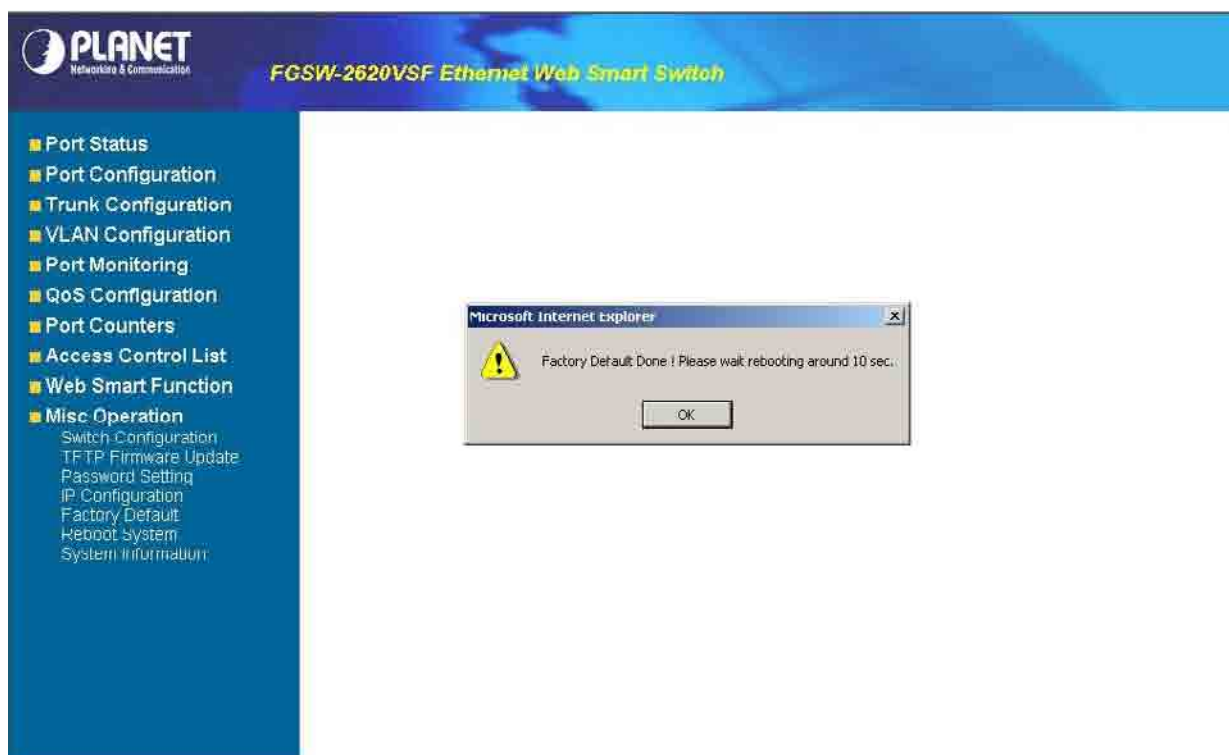 PLANET
Networking & Communication
FGSW-2620VSF Ethernet Web Smart Switch
Port Status
Port Configuration
Trunk Configuration
VLAN Configuration
Port Monitoring
QoS Configuration
Port Counters
Access Control List
Web Smart Function
Misc Operation
Switch Configuration
TFTP Firmware Update
Password Setting
IP Configuration
Factory Default
Reboot System
System Information
Microsoft Internet Explorer
Factory Default Done ! Please wait rebooting around 10 sec.
OK